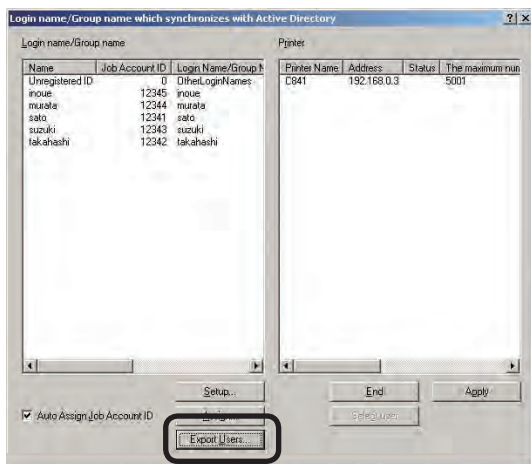 Login name/Group name which synchronizes with Active Directory
Login name/Group name
Printer
Name Job Account ID Login Name/Group N
Unregistered ID 0 OtherLoginNames
inoue 12345 inoue
murata 12344 murata
sato 12341 sato
suzuki 12343 suzuki
takahashi 12342 takahashi
Printer Name Address Status The maximum num
C841 192.168.0.3 5001
Setup...
End
Apply
Auto Assign Job Account ID
Select user...
Export Users...